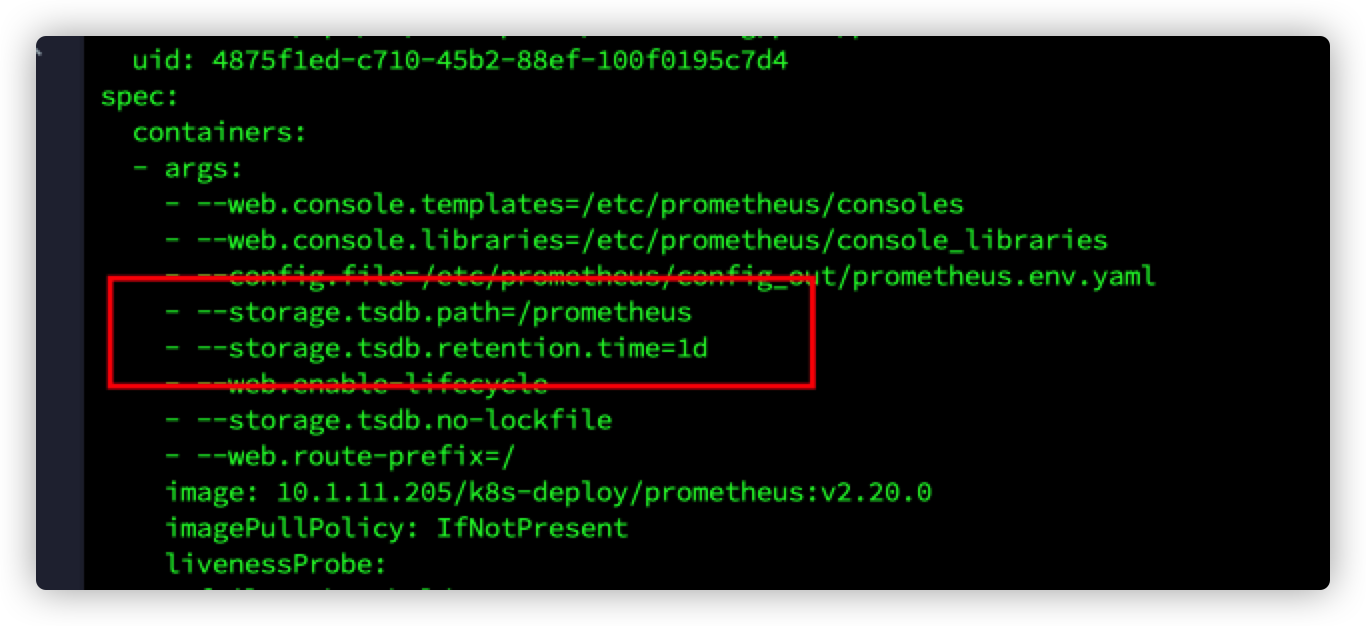 uid: 4875f1ed-c710-45b2-88ef-100f0195c7d4
spec:
containers:
- args:
- --web.console.templates=/etc/prometheus/consoles
- --web.console.libraries=/etc/prometheus/console_libraries
- --config.file=/etc/prometheus/config_out/prometheus.env.yaml
- --storage.tsdb.path=/prometheus
- --storage.tsdb.retention.time=1d
- --web.enable-lifecycle
- --storage.tsdb.no-lockfile
- --web.route-prefix=/
image: 10.1.11.205/k8s-deploy/prometheus:v2.20.0
imagePullPolicy: IfNotPresent
livenessProbe: